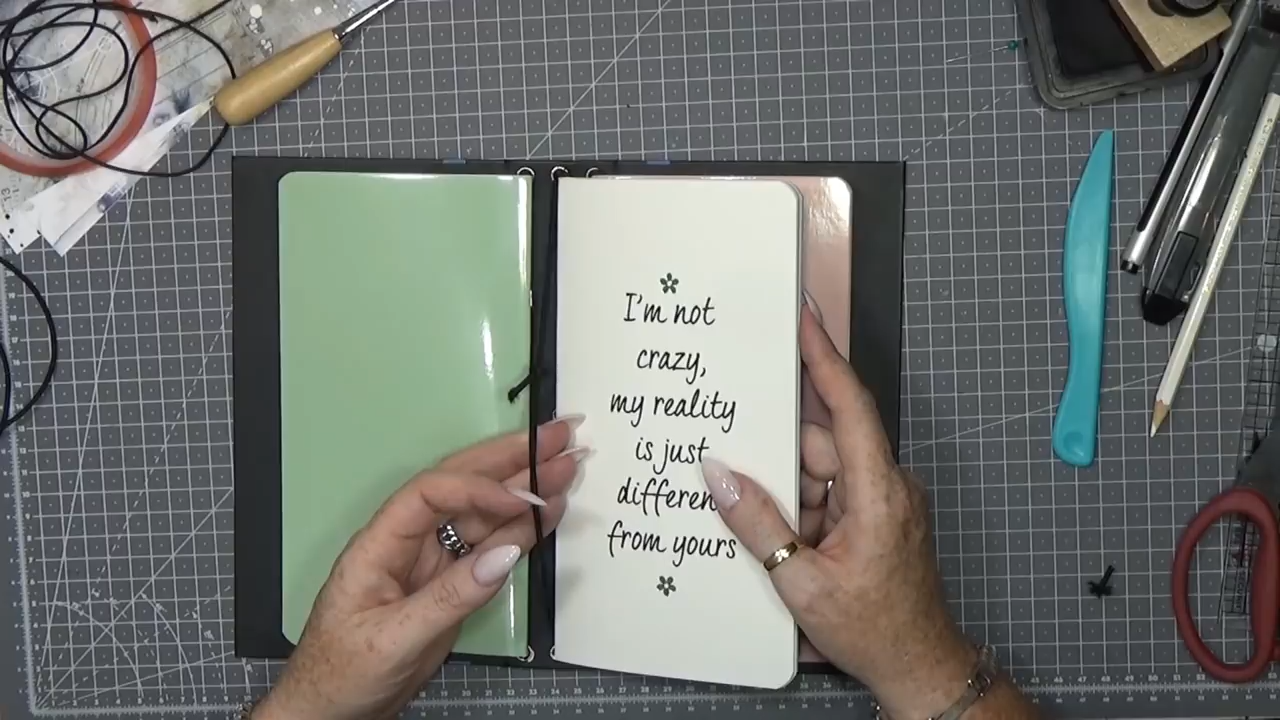 I'm not
crazy,
my reality
is just
differen
from yours